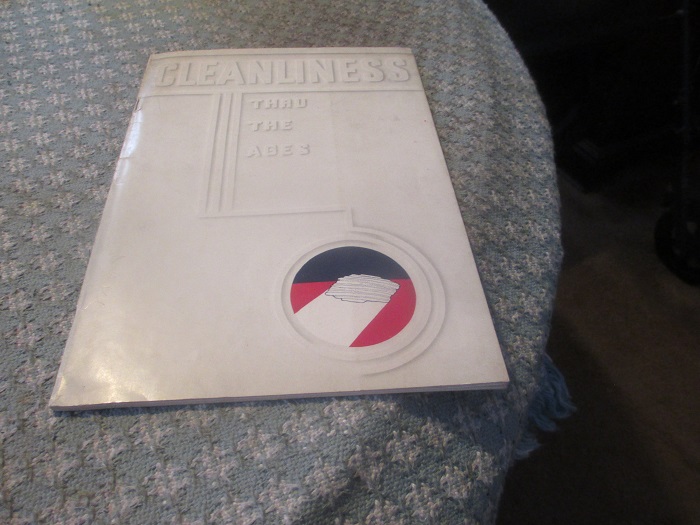 CLEANLINESS
THRU
THE
AGES